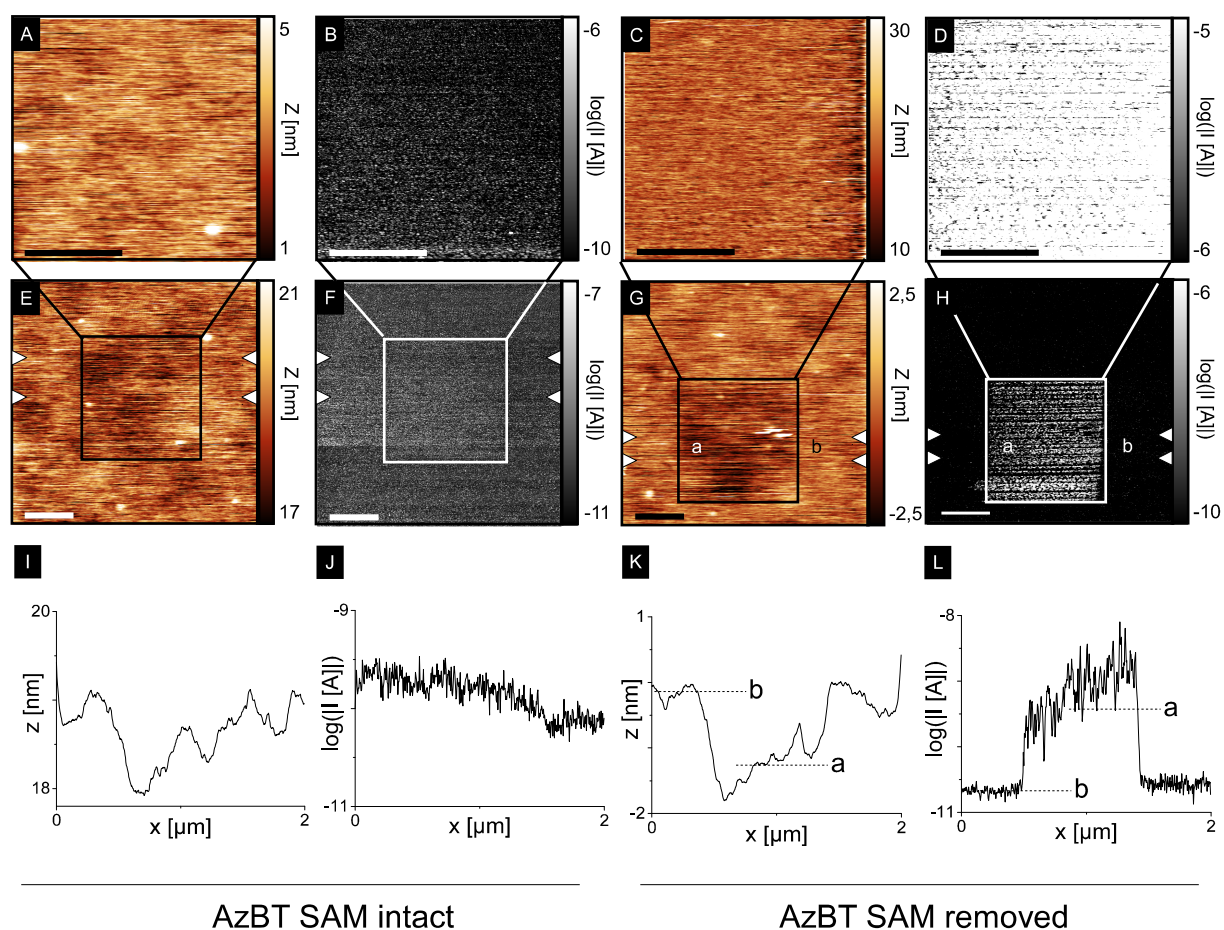 A
5
Z [nm]
1
B
-6
log(|I [A]|)
-10
C
30
Z [nm]
10
D
-5
log(|I [A]|)
-6
E
21
Z [nm]
17
F
-7
log(|I [A]|)
-11
G
2,5
Z [nm]
-2,5
a
b
H
-6
log(|I [A]|)
-10
a
b
I
20
z [nm]
18
0
x [µm]
2
J
-9
log(|I [A]|)
-11
0
x [µm]
2
K
1
z [nm]
-2
b
a
0
x [µm]
2
L
-8
log(|I [A]|)
-11
a
b
0
x [µm]
2
AzBT SAM intact
AzBT SAM removed